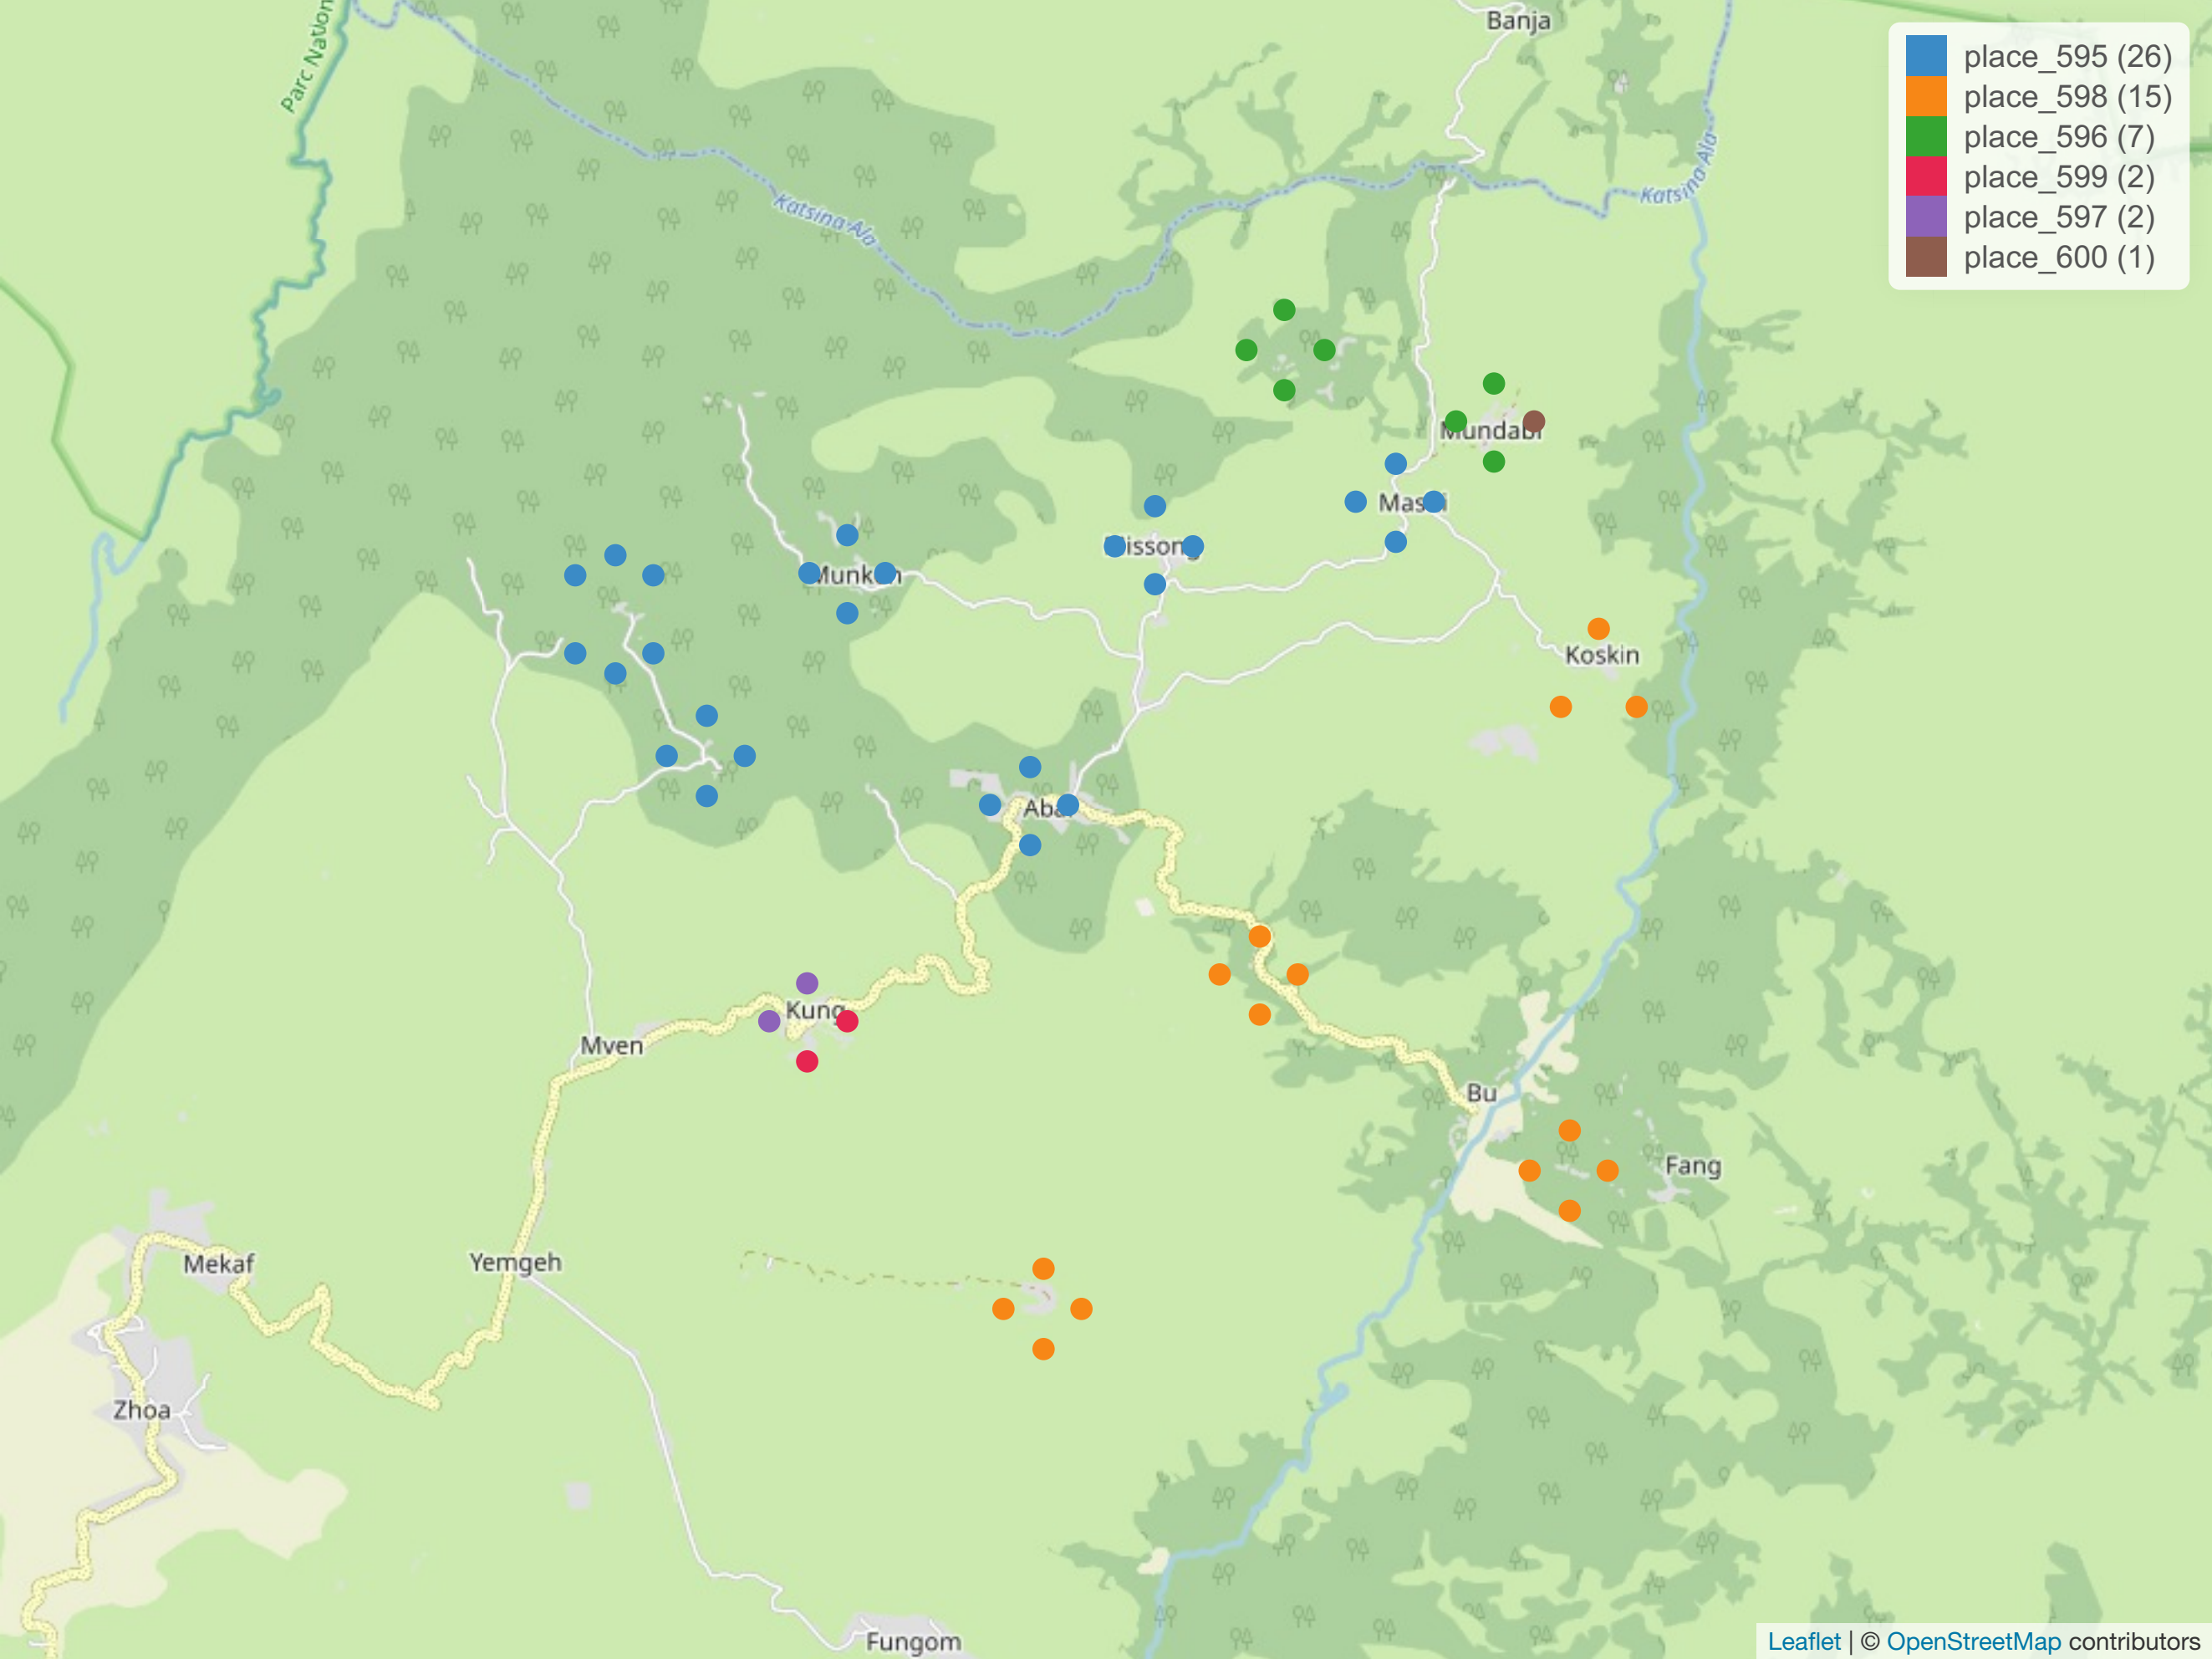 Banja
Parc Nation
place_595 (26)
place_598 (15)
place_596 (7)
place_599 (2)
place_597 (2)
place_600 (1)
Katsina Ala
Katsina-Ala
Mundabi
Koskin
Kung
Mven
Bu
Fang
Mekaf
Yemgeh
Zhoa
Fungom
Leaflet | © OpenStreetMap contributors